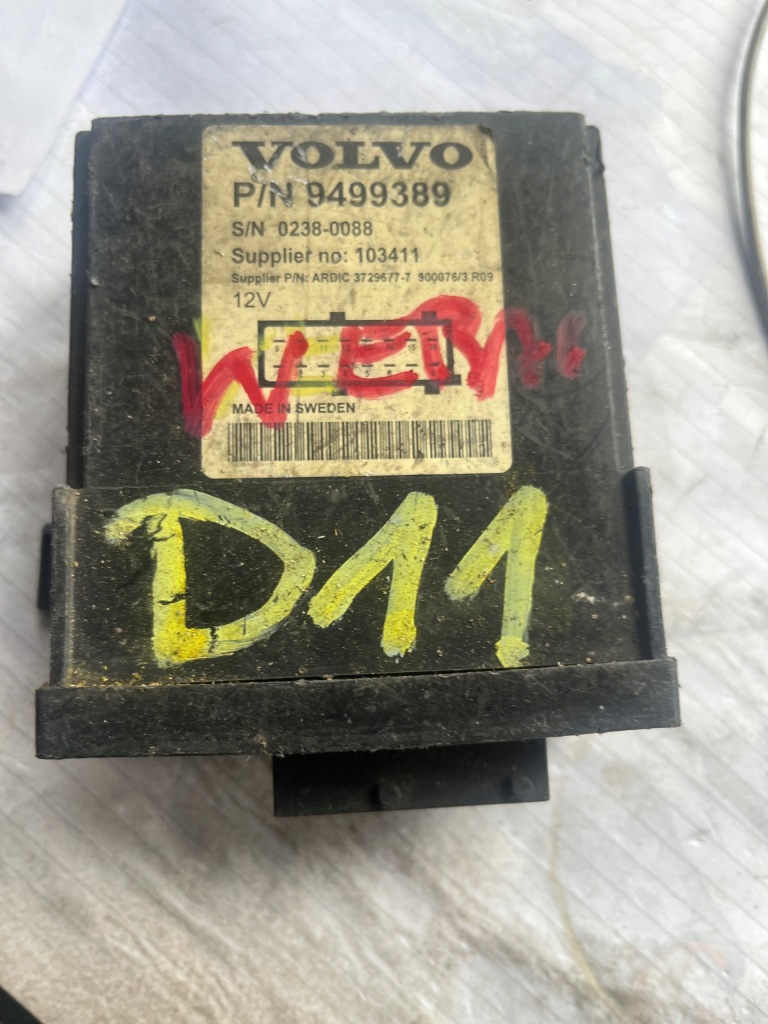 VOLVO
P/N 9499389
S/N 0238-0088
Supplier no: 103411
Supplier P/N: ARDIC 3729677-7 900076/3 R09
12V
MADE IN SWEDEN
D11